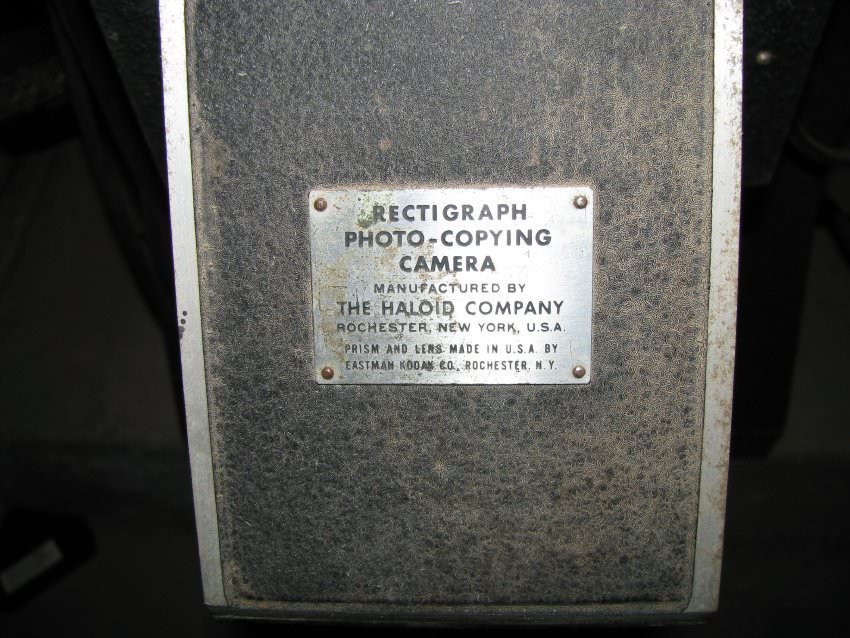 RECTIGRAPH
PHOTO-COPYING
CAMERA
MANUFACTURED BY
THE HALOID COMPANY
ROCHESTER, NEW YORK, U.S.A.
PRISM AND LENS MADE IN U.S.A. BY
EASTMAN KODAK CO., ROCHESTER, N.Y.